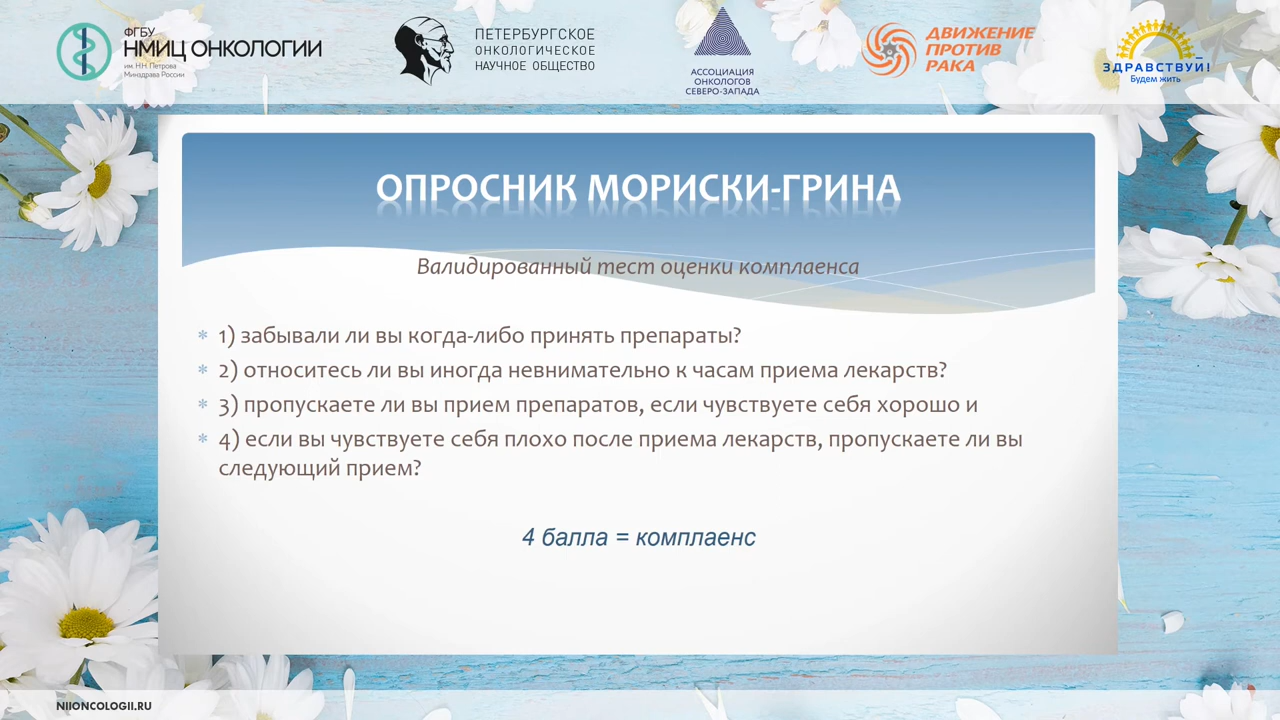 ФГБУ
НМИЦ ОНКОЛОГИИ
им. Н.Н. Петрова
Минздрава России
ПЕТЕРБУРГСКОЕ
ОНКОЛОГИЧЕСКОЕ
НАУЧНОЕ ОБЩЕСТВО
АССОЦИАЦИЯ
ОНКОЛОГОВ
СЕВЕРО-ЗАПАДА
ДВИЖЕНИЕ
ПРОТИВ
РАКА
ЗДРАВСТВУЙ!
Будем жить
ОПРОСНИК МОРИСКИ-ГРИНА
Валидированный тест оценки комплаенса
* 1) забывали ли вы когда-либо принять препараты?
* 2) относитесь ли вы иногда невнимательно к часам приема лекарств?
* 3) пропускаете ли вы прием препаратов, если чувствуете себя хорошо и
* 4) если вы чувствуете себя плохо после приема лекарств, пропускаете ли вы
следующий прием?
4 балла = комплаенс
NIIONCOLOGII.RU